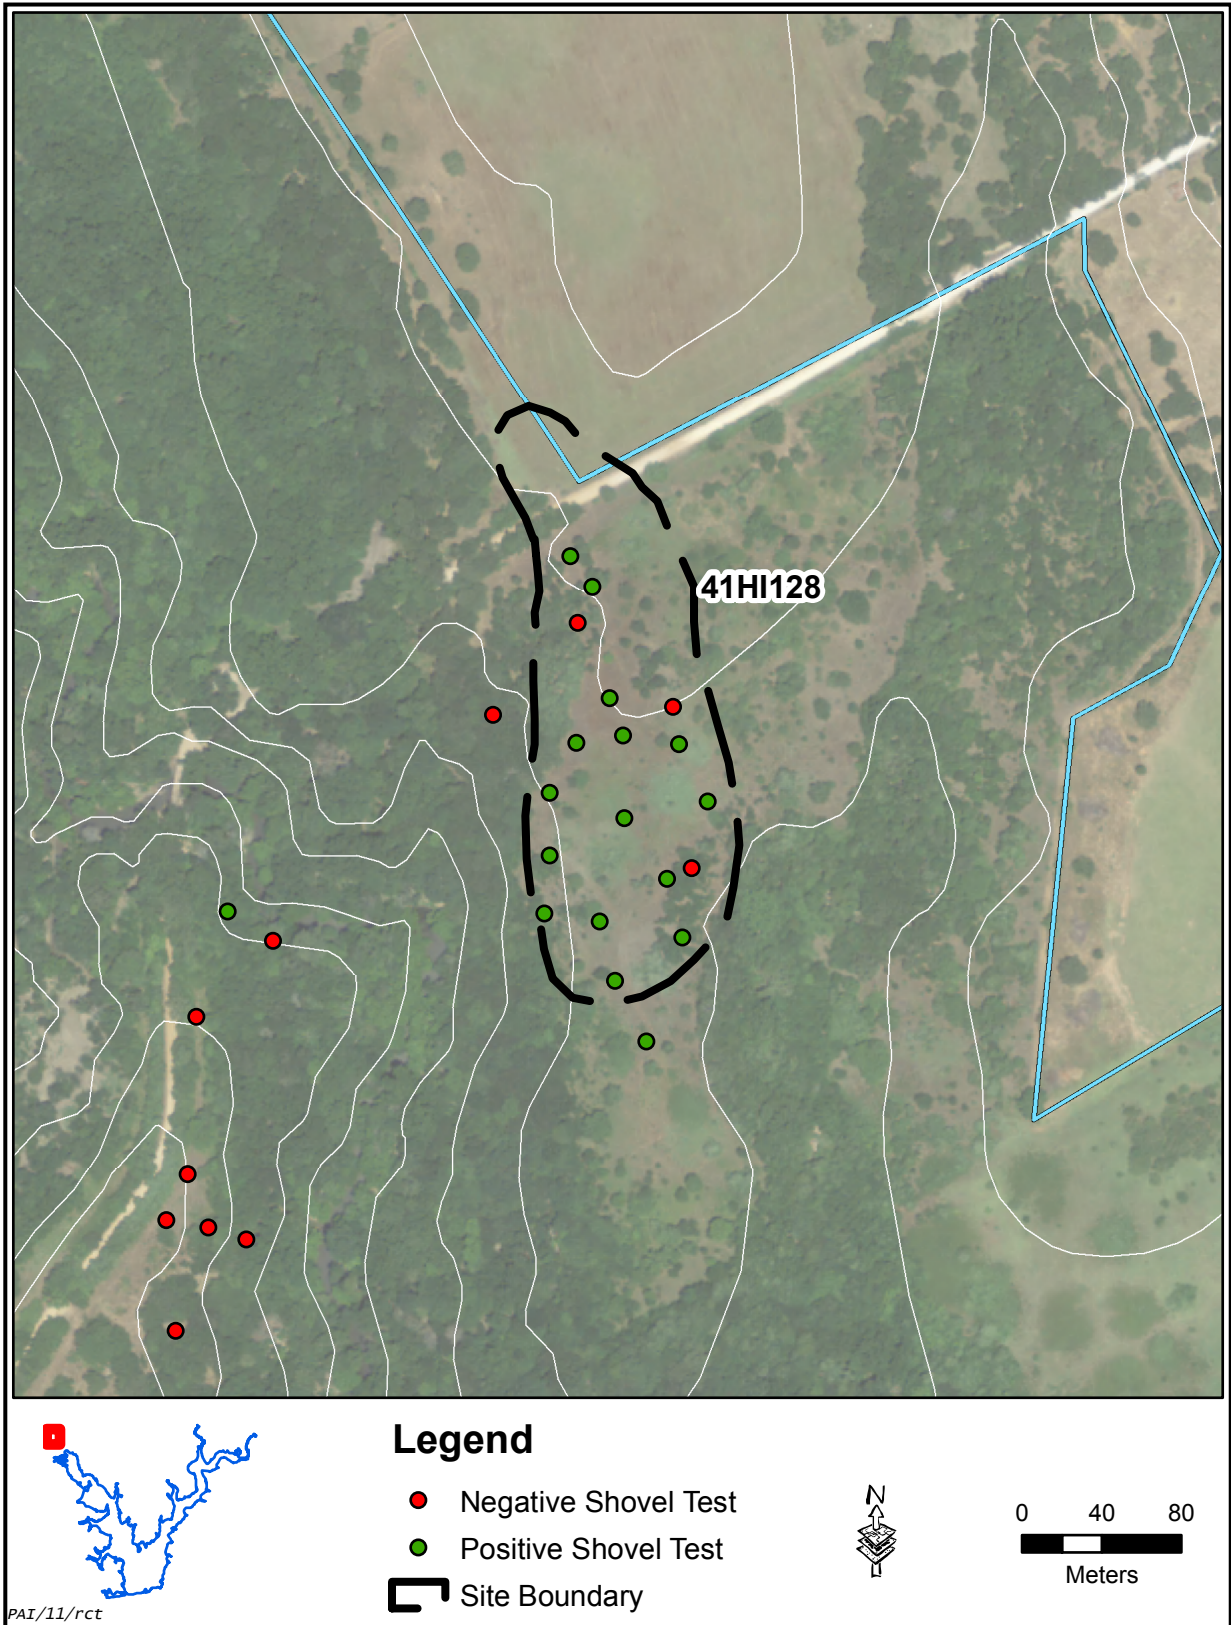 41HI128
Legend
Negative Shovel Test
Positive Shovel Test
Site Boundary
N
0 40 80
Meters
PAI/11/rct